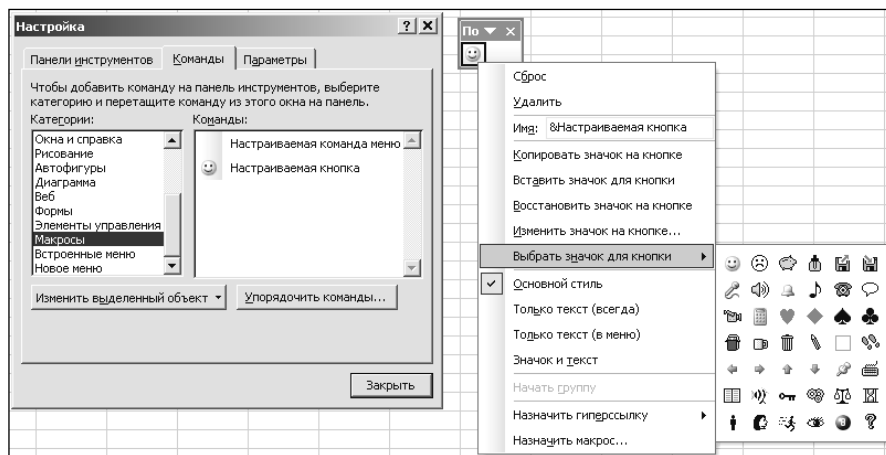 Настройка
Панели инструментов
Команды
Параметры
Чтобы добавить команду на панель инструментов, выберите
категорию и перетащите команду из этого окна на панель.
Категории:
Команды:
Окна и справка
Рисование
Автофигуры
Диаграмма
Веб
Формы
Элементы управления
Макросы
Встроенные меню
Новое меню
Настраиваемая команда меню
Настраиваемая кнопка
Изменить выделенный объект
Упорядочить команды...
Закрыть
По
Сброс
Удалить
Имя: &Настраиваемая кнопка
Копировать значок на кнопке
Вставить значок для кнопки
Восстановить значок на кнопке
Изменить значок на кнопке...
Выбрать значок для кнопки
Основной стиль
Только текст (всегда)
Только текст (в меню)
Значок и текст
Начать группу
Назначить гиперссылку
Назначить макрос...